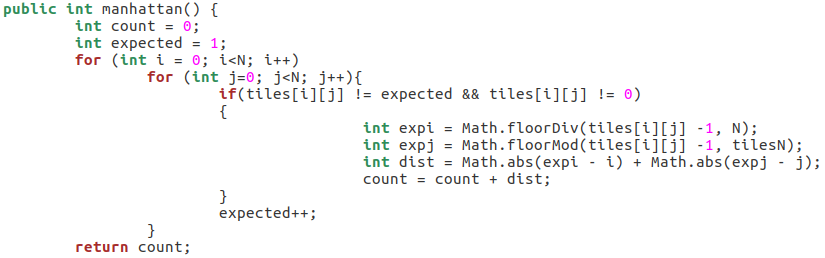 public int manhattan() {
int count = 0;
int expected = 1;
for (int i = 0; i<N; i++)
for (int j=0; j<N; j++){
if(tiles[i][j] != expected && tiles[i][j] != 0)
{
int expi = Math.floorDiv(tiles[i][j] -1, N);
int expj = Math.floorMod(tiles[i][j] -1, tilesN);
int dist = Math.abs(expi - i) + Math.abs(expj - j);
count = count + dist;
}
expected++;
}
return count;